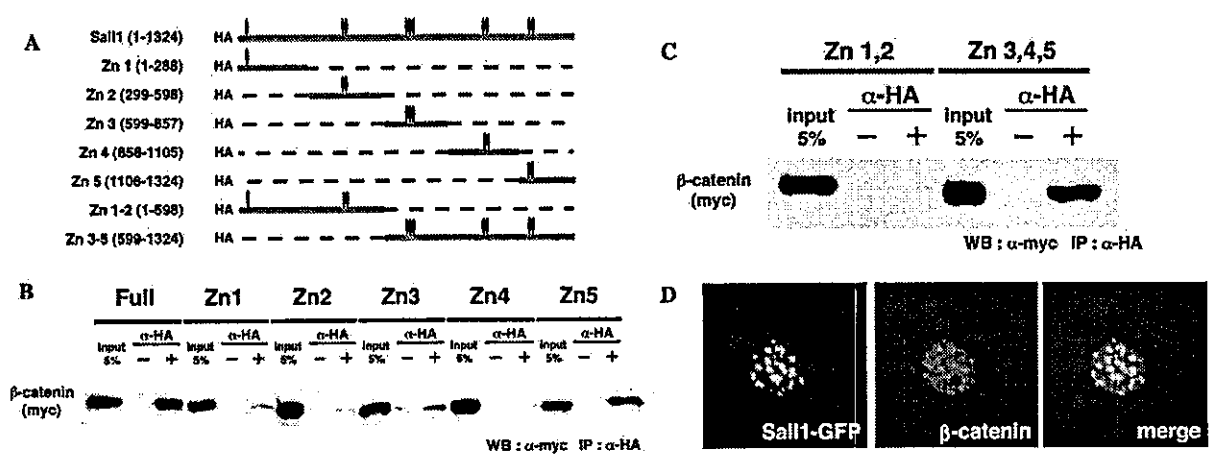 A
Sall1 (1-1324) HA
Zn 1 (1-288) HA
Zn 2 (299-598) HA
Zn 3 (599-857) HA
Zn 4 (858-1105) HA
Zn 5 (1106-1324) HA
Zn 1-2 (1-598) HA
Zn 3-5 (599-1324) HA
B
Full Zn1 Zn2 Zn3 Zn4 Zn5
α-HA α-HA α-HA α-HA α-HA α-HA
input 5% − + input 5% − + input 5% − + input 5% − + input 5% − + input 5% − +
β-catenin
(myc)
WB : α-myc IP : α-HA
C
Zn 1,2 Zn 3,4,5
α-HA α-HA
input 5% − + input 5% − +
β-catenin
(myc)
WB : α-myc IP : α-HA
D
Sall1-GFP β-catenin merge